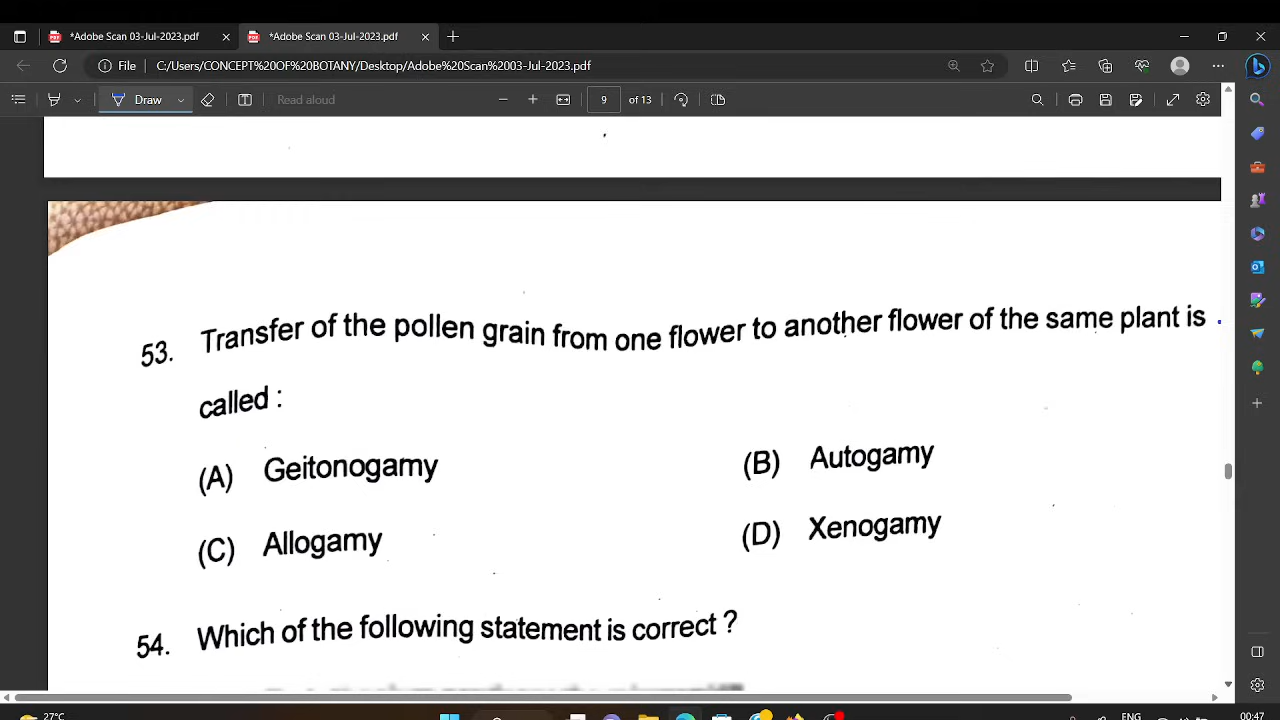 *Adobe Scan 03-Jul-2023.pdf
*Adobe Scan 03-Jul-2023.pdf
File C:/Users/CONCEPT%20OF%20BOTANY/Desktop/Adobe%20Scan%2003-Jul-2023.pdf
Draw Read aloud 9 of 13
53. Transfer of the pollen grain from one flower to another flower of the same plant is
called :
(A) Geitonogamy (B) Autogamy
(C) Allogamy (D) Xenogamy
54. Which of the following statement is correct ?
27°C ENG 00:47